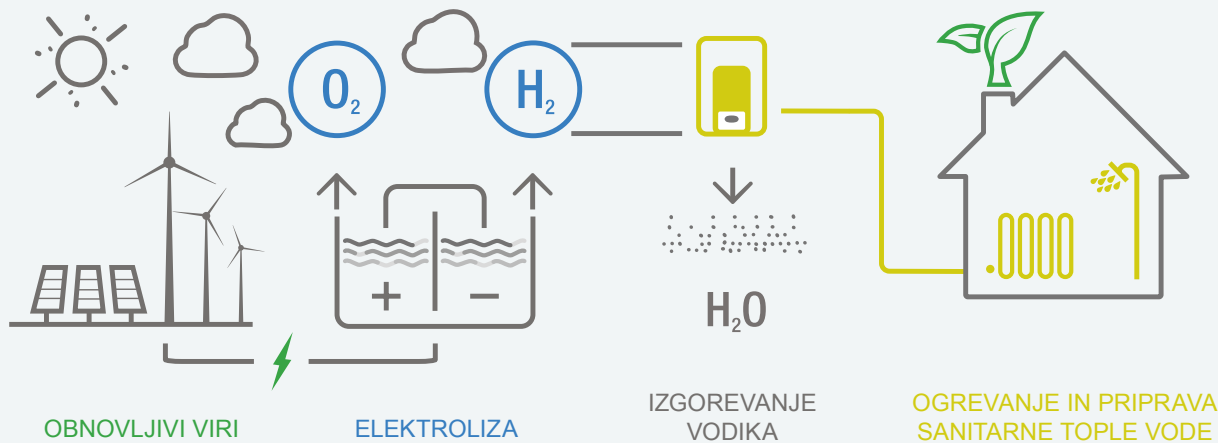 O₂
H₂
+ −
H₂O
OBNOVLJIVI VIRI
ELEKTROLIZA
IZGOREVANJE
VODIKA
OGREVANJE IN PRIPRAVA
SANITARNE TOPLE VODE